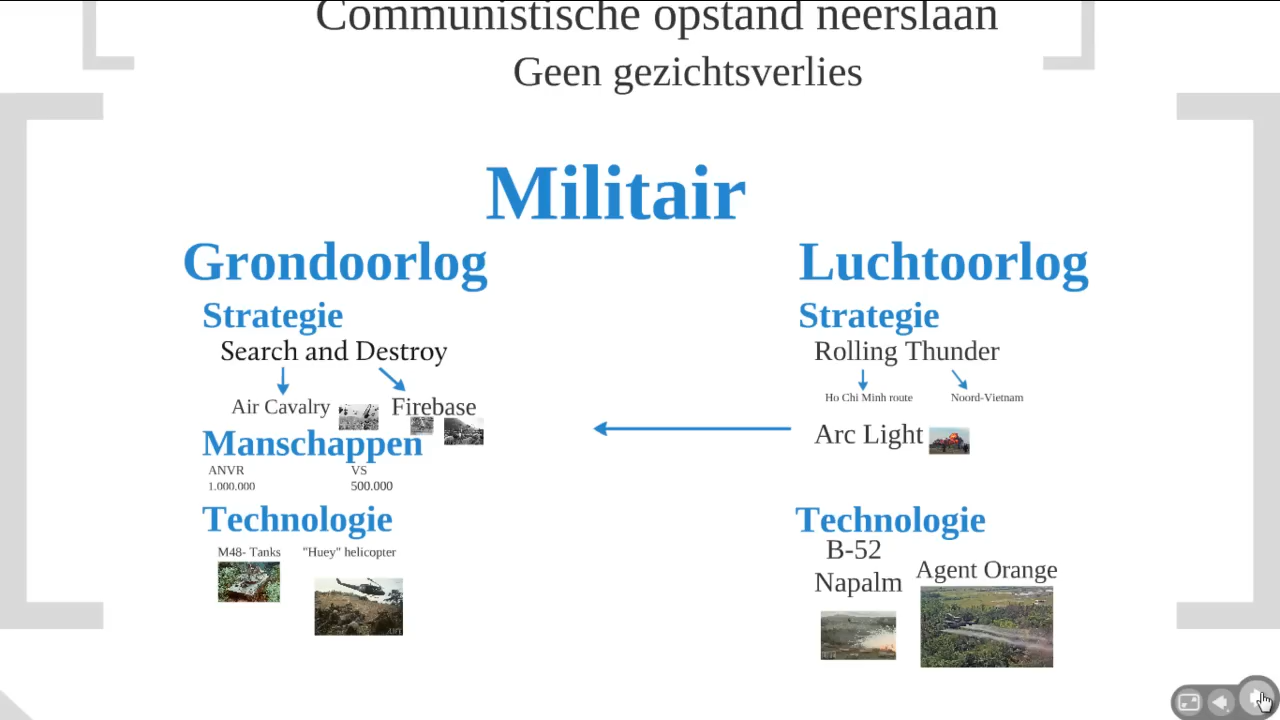 Communistische opstand neerslaan
Geen gezichtsverlies
Militair
Grondoorlog
Strategie
Search and Destroy
Air Cavalry
Firebase
Manschappen
ANVR
VS
1.000.000
500.000
Technologie
M48- Tanks
"Huey" helicopter
Luchtoorlog
Strategie
Rolling Thunder
Ho Chi Minh route
Noord-Vietnam
Arc Light
Technologie
B-52
Napalm
Agent Orange